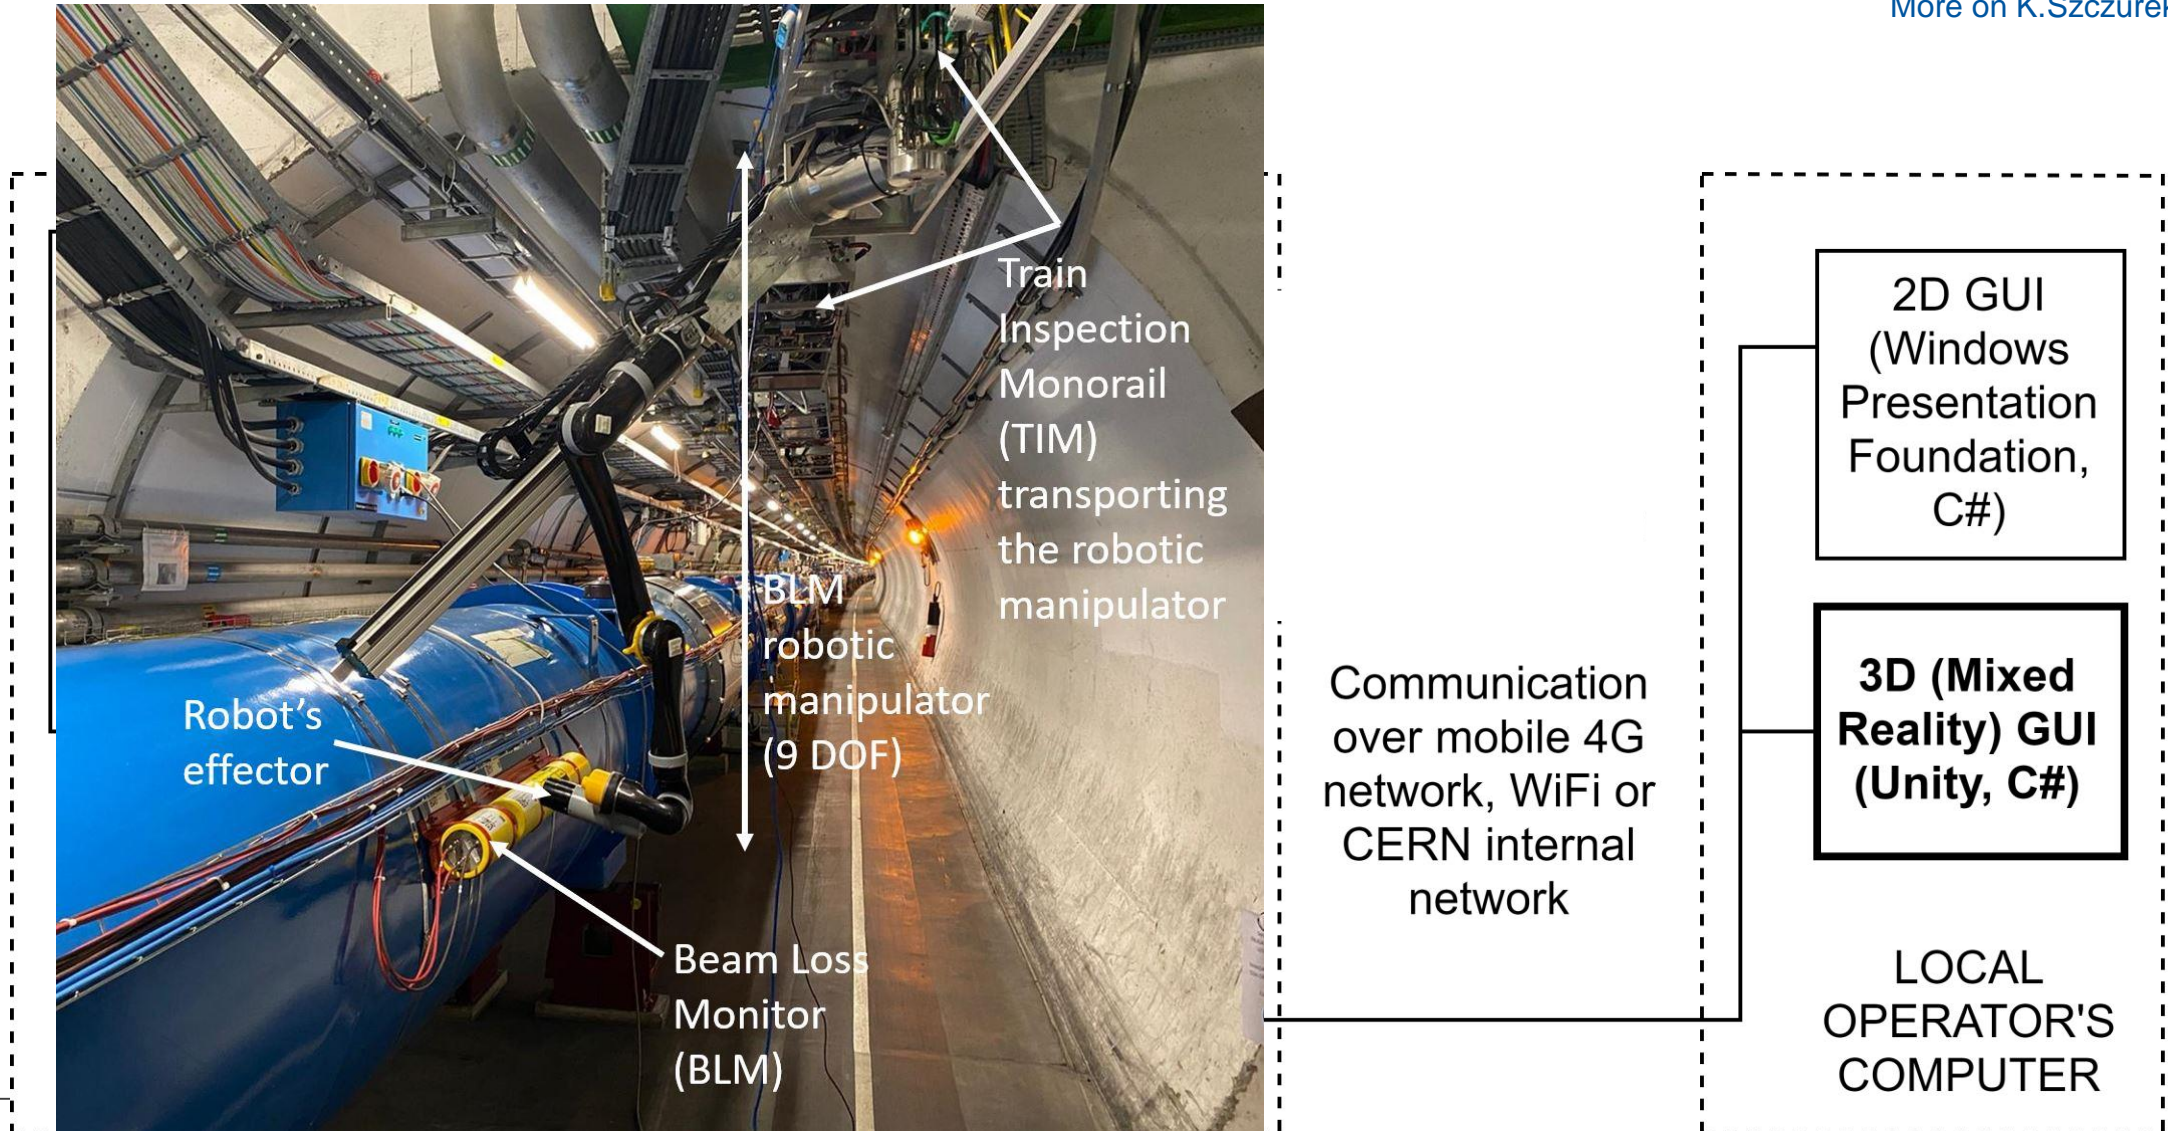 More on K.Szczurek
Train
Inspection
Monorail
(TIM)
transporting
the robotic
manipulator
BLM
robotic
manipulator
(9 DOF)
Robot's
effector
Beam Loss
Monitor
(BLM)
Communication
over mobile 4G
network, WiFi or
CERN internal
network
2D GUI
(Windows
Presentation
Foundation,
C#)
3D (Mixed
Reality) GUI
(Unity, C#)
LOCAL
OPERATOR'S
COMPUTER